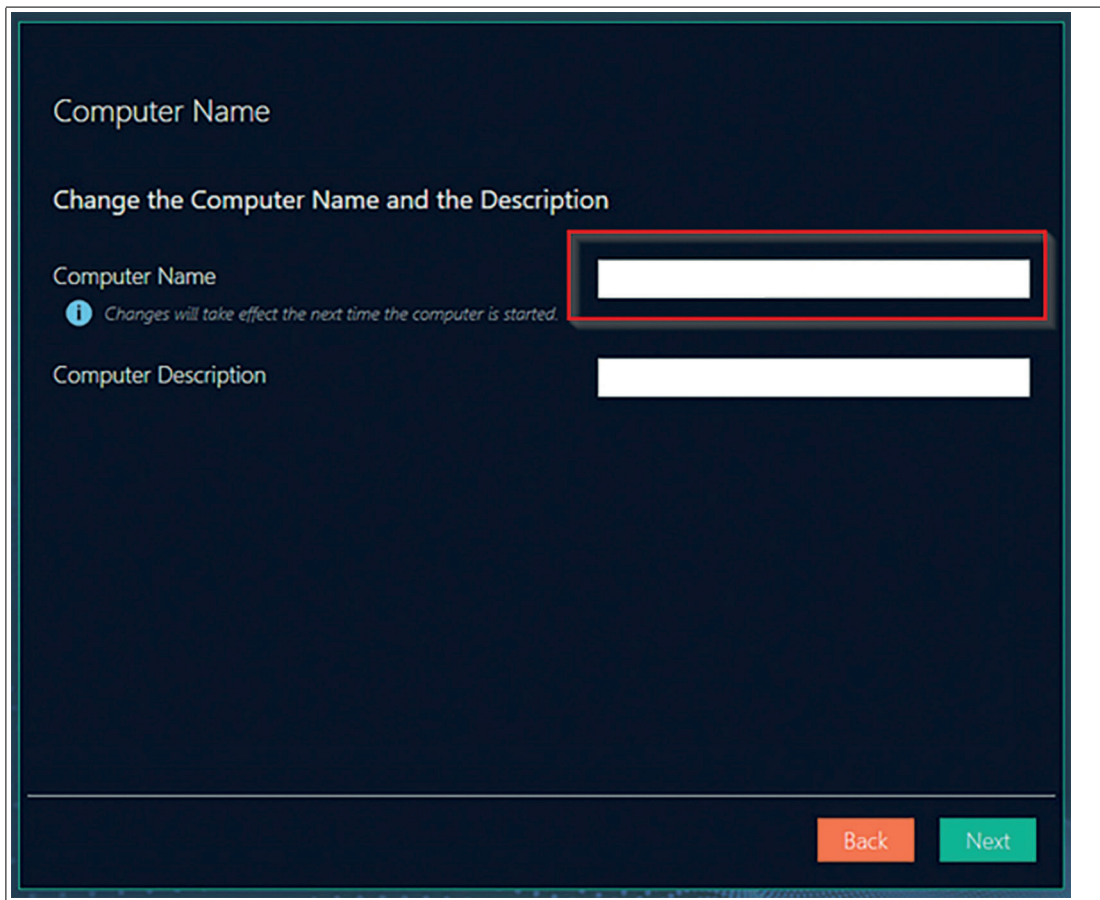 Computer Name
Change the Computer Name and the Description
Computer Name
Changes will take effect the next time the computer is started.
Computer Description
Back
Next